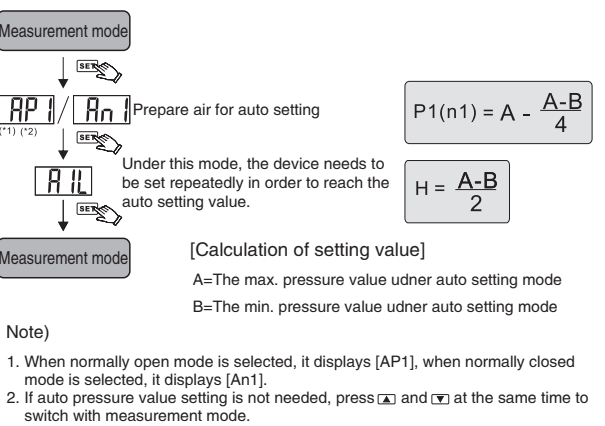 Measurement mode
SET
AP1 / An1 Prepare air for auto setting
(*1) (*2)
SET
A1L
Under this mode, the device needs to
be set repeatedly in order to reach the
auto setting value.
SET
Measurement mode
P1(n1) = A - A-B
4
H = A-B
2
[Calculation of setting value]
A=The max. pressure value udner auto setting mode
B=The min. pressure value udner auto setting mode
Note)
1. When normally open mode is selected, it displays [AP1], when normally closed
mode is selected, it displays [An1].
2. If auto pressure value setting is not needed, press ▲ and ▼ at the same time to
switch with measurement mode.